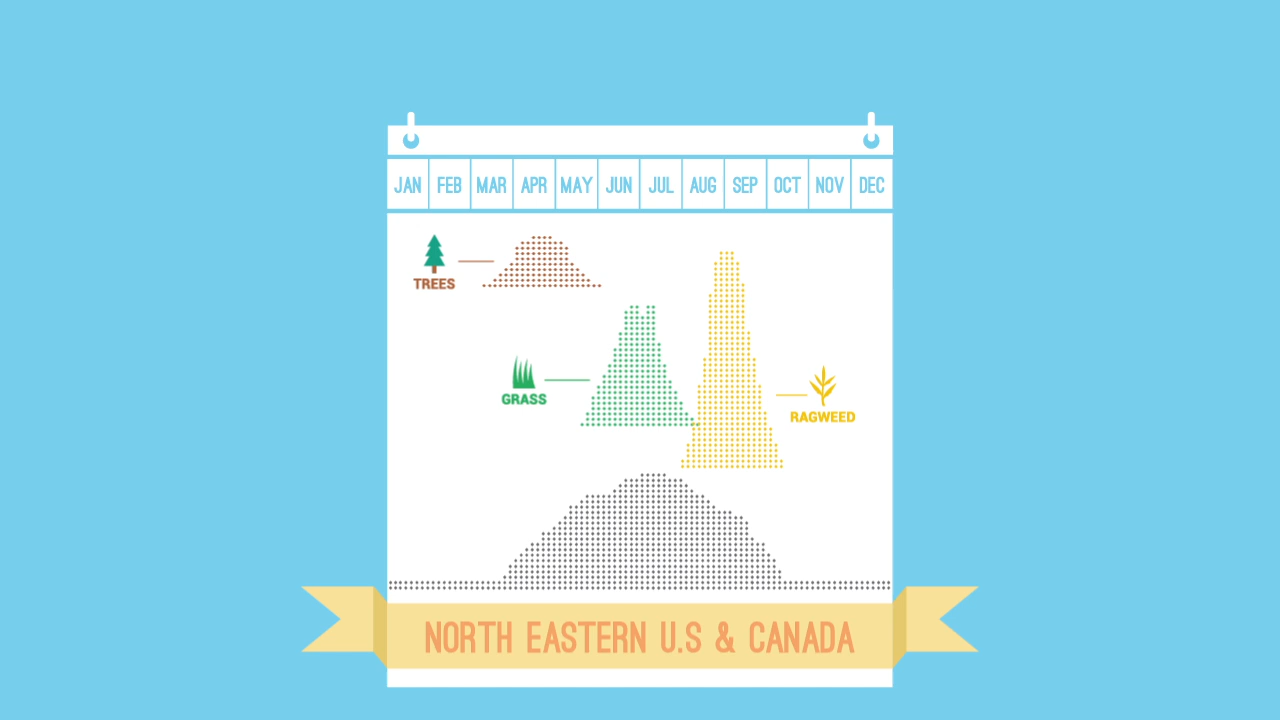 JAN FEB MAR APR MAY JUN JUL AUG SEP OCT NOV DEC
TREES
GRASS
RAGWEED
NORTH EASTERN U.S & CANADA